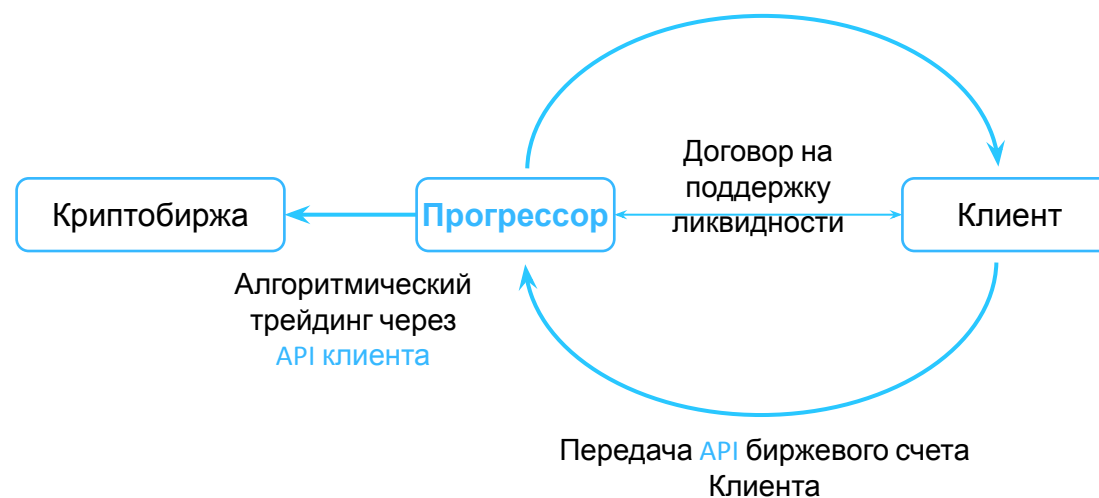 Договор на
поддержку
ликвидности
Криптобиржа
Прогрессор
Клиент
Алгоритмический
трейдинг через
API клиента
Передача API биржевого счета
Клиента